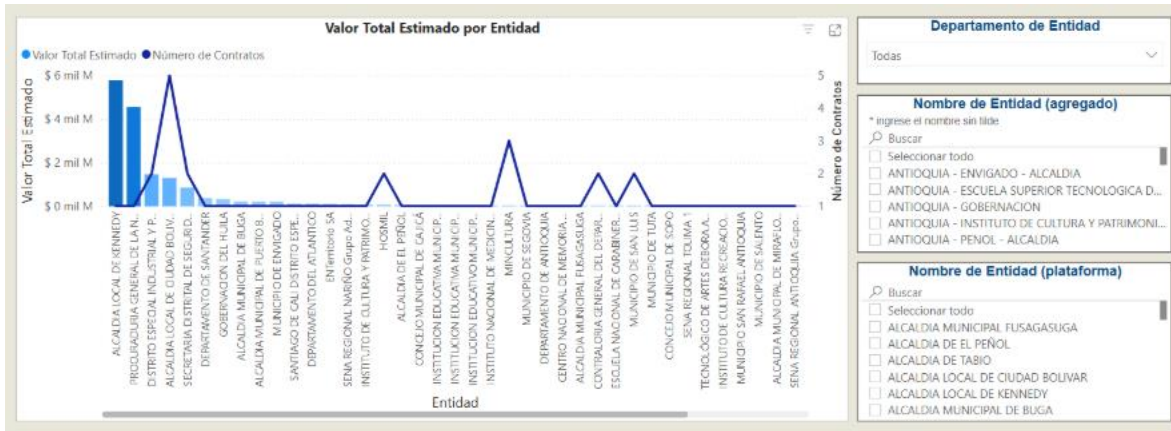 Valor Total Estimado por Entidad
Valor Total Estimado Número de Contratos
Valor Total Estimado
$ 6 mil M
$ 4 mil M
$ 2 mil M
$ 0 mil M
5
4
3
2
1
Número de Contratos
ALCALDIA LOCAL DE KENNEDY
PROCURADURIA GENERAL DE LA N...
DISTRITO ESPECIAL INDUSTRIAL Y P...
ALCALDIA LOCAL DE CIUDAD BOLIV...
SECRETARIA DISTRITAL DE SEGURID...
DEPARTAMENTO DE SANTANDER
GOBERNACION DEL HUILA
ALCALDIA MUNICIPAL DE BUGA
ALCALDIA MUNICIPAL DE PUERTO B...
MUNICIPIO DE ENVIGADO
SANTIAGO DE CALI DISTRITO ESPE...
DEPARTAMENTO DEL ATLANTICO
ENTerritorio SA
SENA REGIONAL NARIÑO Grupo Ad...
INSTITUTO DE CULTURA Y PATRIMO...
HOSMIL
ALCALDIA DE EL PEÑOL
CONCEJO MUNICIPAL DE CAJICÁ
INSTITUCION EDUCATIVA MUNICIP...
INSTITUCION EDUCATIVA MUNICIP...
INSTITUCION EDUCATIVO MUNICIP...
INSTITUTO NACIONAL DE MEDICIN...
MINCULTURA
MUNICIPIO DE SEGOVIA
DEPARTAMENTO DE ANTIOQUIA
CENTRO NACIONAL DE MEMORIA...
ALCALDIA MUNICIPAL FUSAGASUGA
CONTRALORIA GENERAL DEL DEPAR...
ESCUELA NACIONAL DE CARABINER...
MUNICIPIO DE SAN LUIS
MUNICIPIO DE TUTA
CONCEJO MUNICIPAL DE SOPO
SENA REGIONAL TOLIMA 1
TECNOLÓGICO DE ARTES DEBORA A...
INSTITUTO DE CULTURA RECREACIO...
MUNICIPIO SAN RAFAEL ANTIOQUIA
MUNICIPIO DE SALENTO
ALCALDIA MUNICIPAL DE MIRAFLO...
SENA REGIONAL ANTIOQUIA Grupo...
Entidad
Departamento de Entidad
Todas
Nombre de Entidad (agregado)
* ingrese el nombre sin tilde
Buscar
Seleccionar todo
ANTIOQUIA - ENVIGADO - ALCALDIA
ANTIOQUIA - ESCUELA SUPERIOR TECNOLOGICA D...
ANTIOQUIA - GOBERNACION
ANTIOQUIA - INSTITUTO DE CULTURA Y PATRIMONI...
ANTIOQUIA - PENOL - ALCALDIA
Nombre de Entidad (plataforma)
Buscar
Seleccionar todo
ALCALDIA MUNICIPAL FUSAGASUGA
ALCALDIA DE EL PEÑOL
ALCALDIA DE TABIO
ALCALDIA LOCAL DE CIUDAD BOLIVAR
ALCALDIA LOCAL DE KENNEDY
ALCALDIA MUNICIPAL DE BUGA